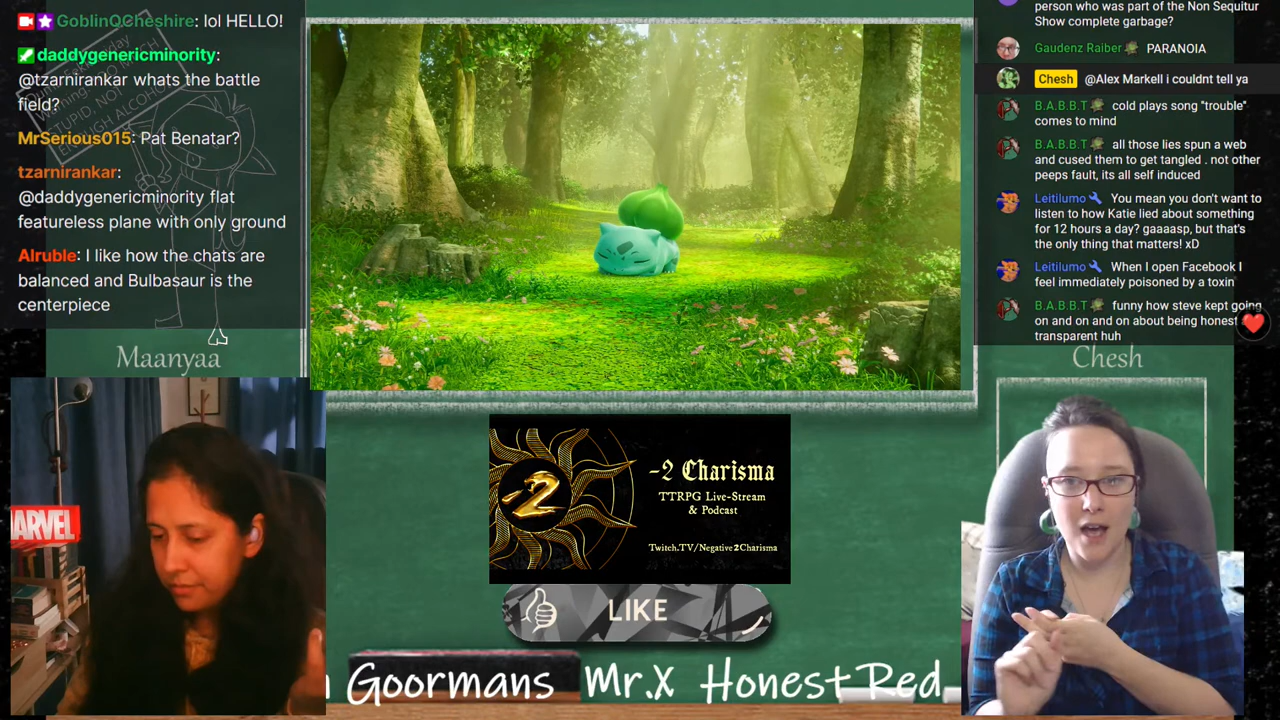 GoblinQCheshire: lol HELLO!
daddygenericminority:
@tzarnirankar whats the battle
field?
MrSerious015: Pat Benatar?
tzarnirankar:
@daddygenericminority flat
featureless plane with only ground
Alruble: I like how the chats are
balanced and Bulbasaur is the
centerpiece
Maanyaa
person who was part of the Non Sequitur
Show complete garbage?
Gaudenz Raiber PARANOIA
Chesh @Alex Markell i couldnt tell ya
B.A.B.B.T cold plays song "trouble"
comes to mind
B.A.B.B.T all those lies spun a web
and cused them to get tangled . not other
peeps fault, its all self induced
Leitilumo You mean you don't want to
listen to how Katie lied about something
for 12 hours a day? gaaaasp, but that's
the only thing that matters! xD
Leitilumo When I open Facebook I
feel immediately poisoned by a toxin
B.A.B.B.T funny how steve kept going
on and on and on about being honest
transparent huh
Chesh
ARVEL
-2
-2 Charisma
TTRPG Live-Stream
& Podcast
Twitch.TV/Negative2Charisma
LIKE
Goormans Mr.X Honest Red